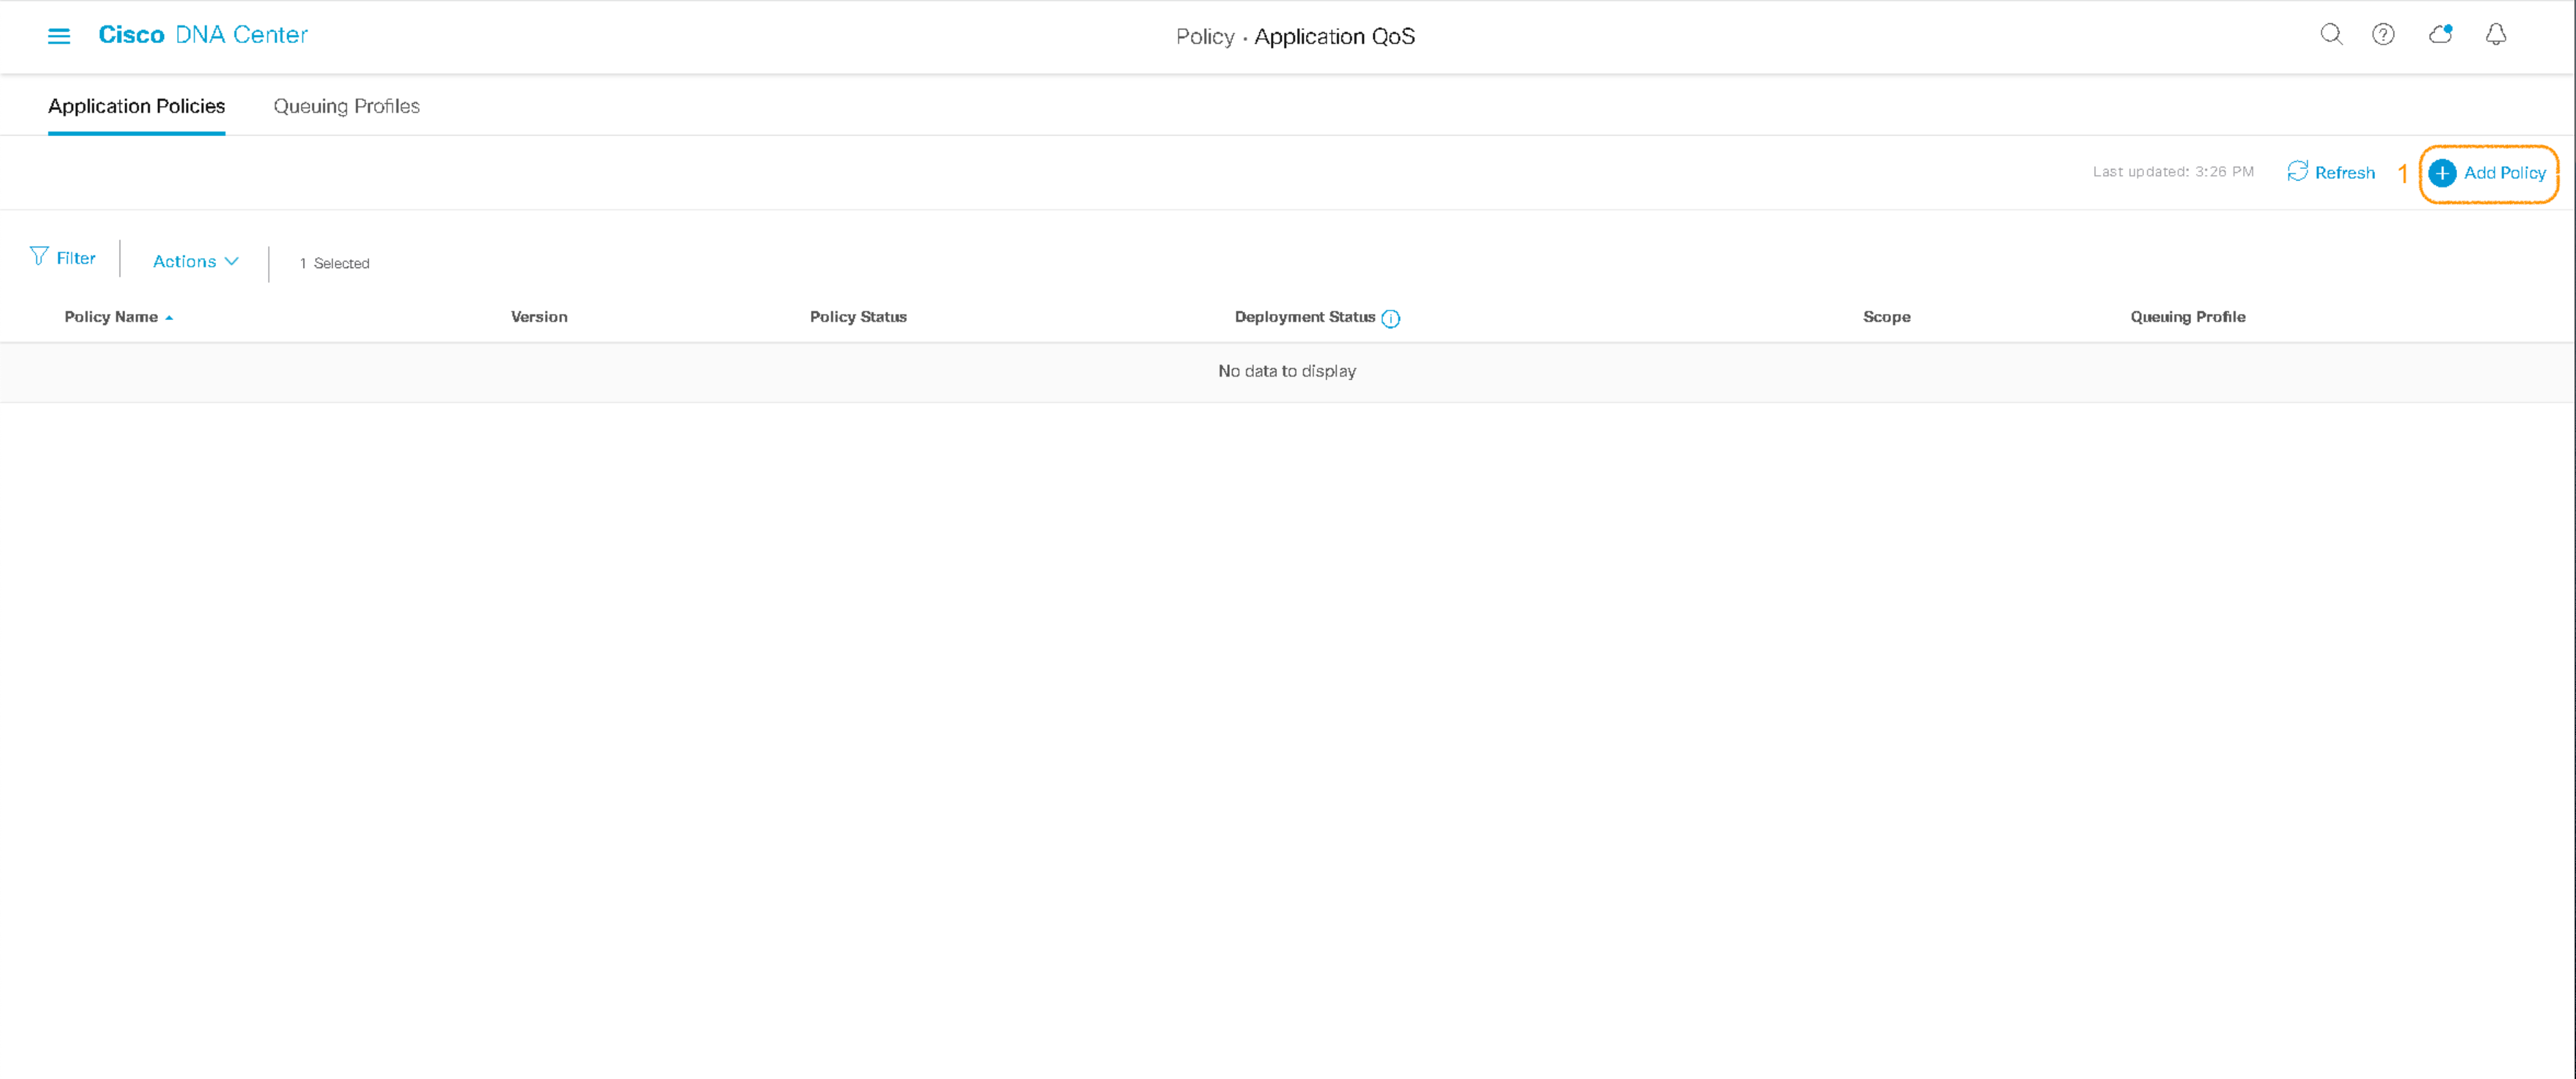 Cisco DNA Center
Policy · Application QoS
Application Policies Queuing Profiles
Last updated: 3:26 PM Refresh 1 Add Policy
Filter Actions 1 Selected
Policy Name Version Policy Status Deployment Status Scope Queuing Profile
No data to display